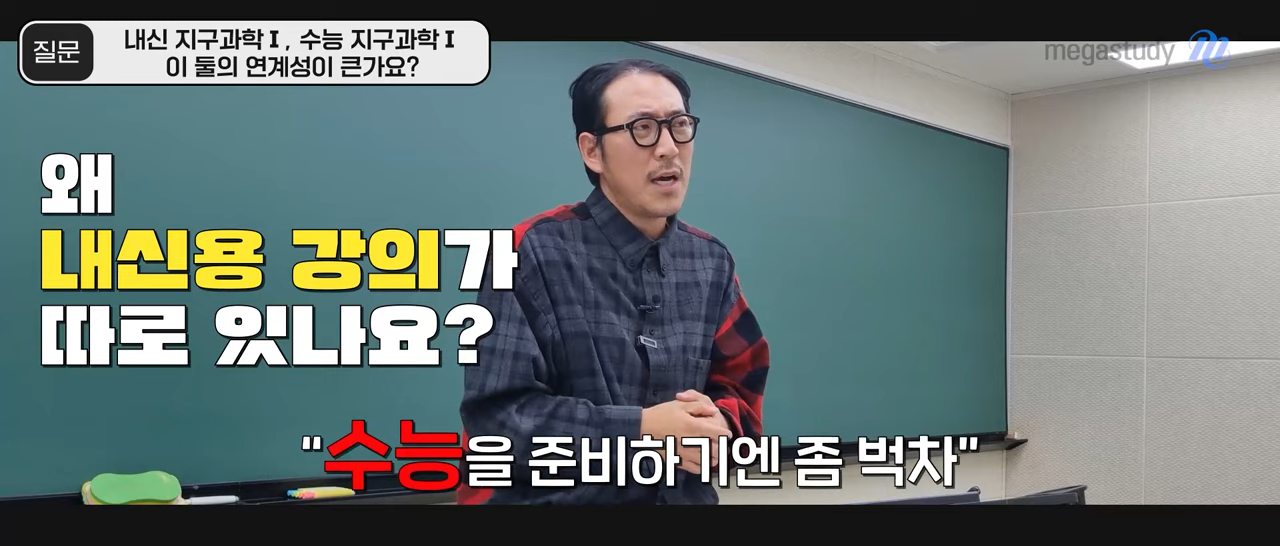 질문
내신 지구과학 I, 수능 지구과학 I
이 둘의 연계성이 큰가요?
megastudy
왜
내신용 강의가
따로 있나요?
"수능을 준비하기엔 좀 벅차"